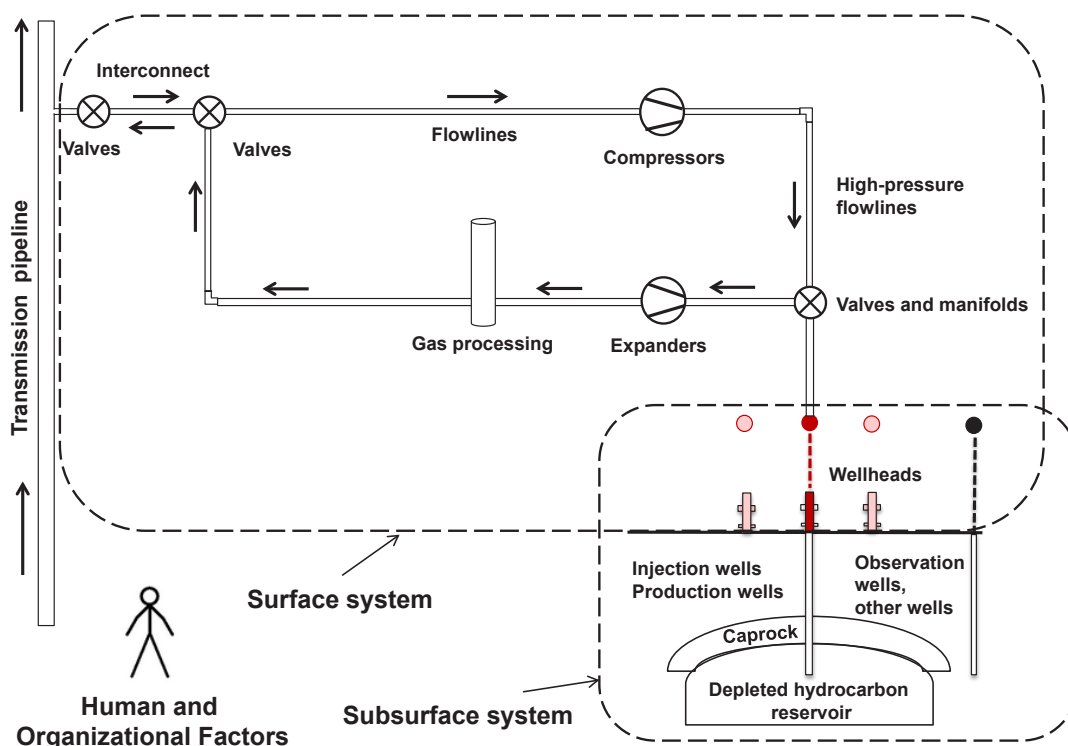 Interconnect
Valves
Valves
Flowlines
Compressors
High-pressure
flowlines
Transmission pipeline
Gas processing
Expanders
Valves and manifolds
Wellheads
Injection wells
Production wells
Observation
wells,
other wells
Caprock
Depleted hydrocarbon
reservoir
Surface system
Subsurface system
Human and
Organizational Factors